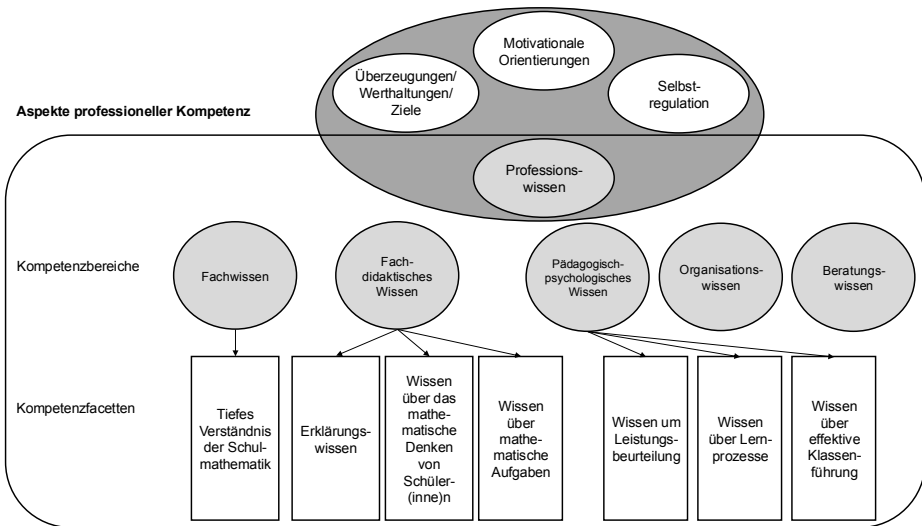 Motivationale
Orientierungen
Überzeugungen/
Werthaltungen/
Ziele
Selbst-
regulation
Aspekte professioneller Kompetenz
Professions-
wissen
Kompetenzbereiche
Fachwissen
Fach-
didaktisches
Wissen
Pädagogisch-
psychologisches
Wissen
Organisations-
wissen
Beratungs-
wissen
Kompetenzfacetten
Tiefes
Verständnis
der Schul-
mathematik
Erklärungs-
wissen
Wissen
über das
mathe-
matische
Denken
von
Schüler-
(inne)n
Wissen
über
mathe-
matische
Aufgaben
Wissen um
Leistungs-
beurteilung
Wissen
über Lern-
prozesse
Wissen
über
effektive
Klassen-
führung